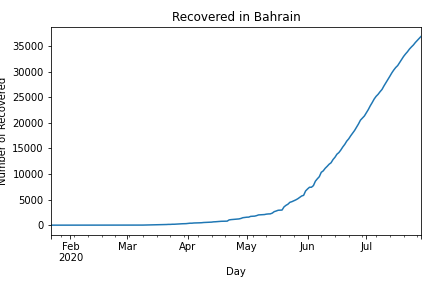 Recovered in Bahrain
35000
30000
25000
20000
15000
10000
5000
0
Number of Recovered
Feb
2020
Mar
Apr
May
Jun
Jul
Day